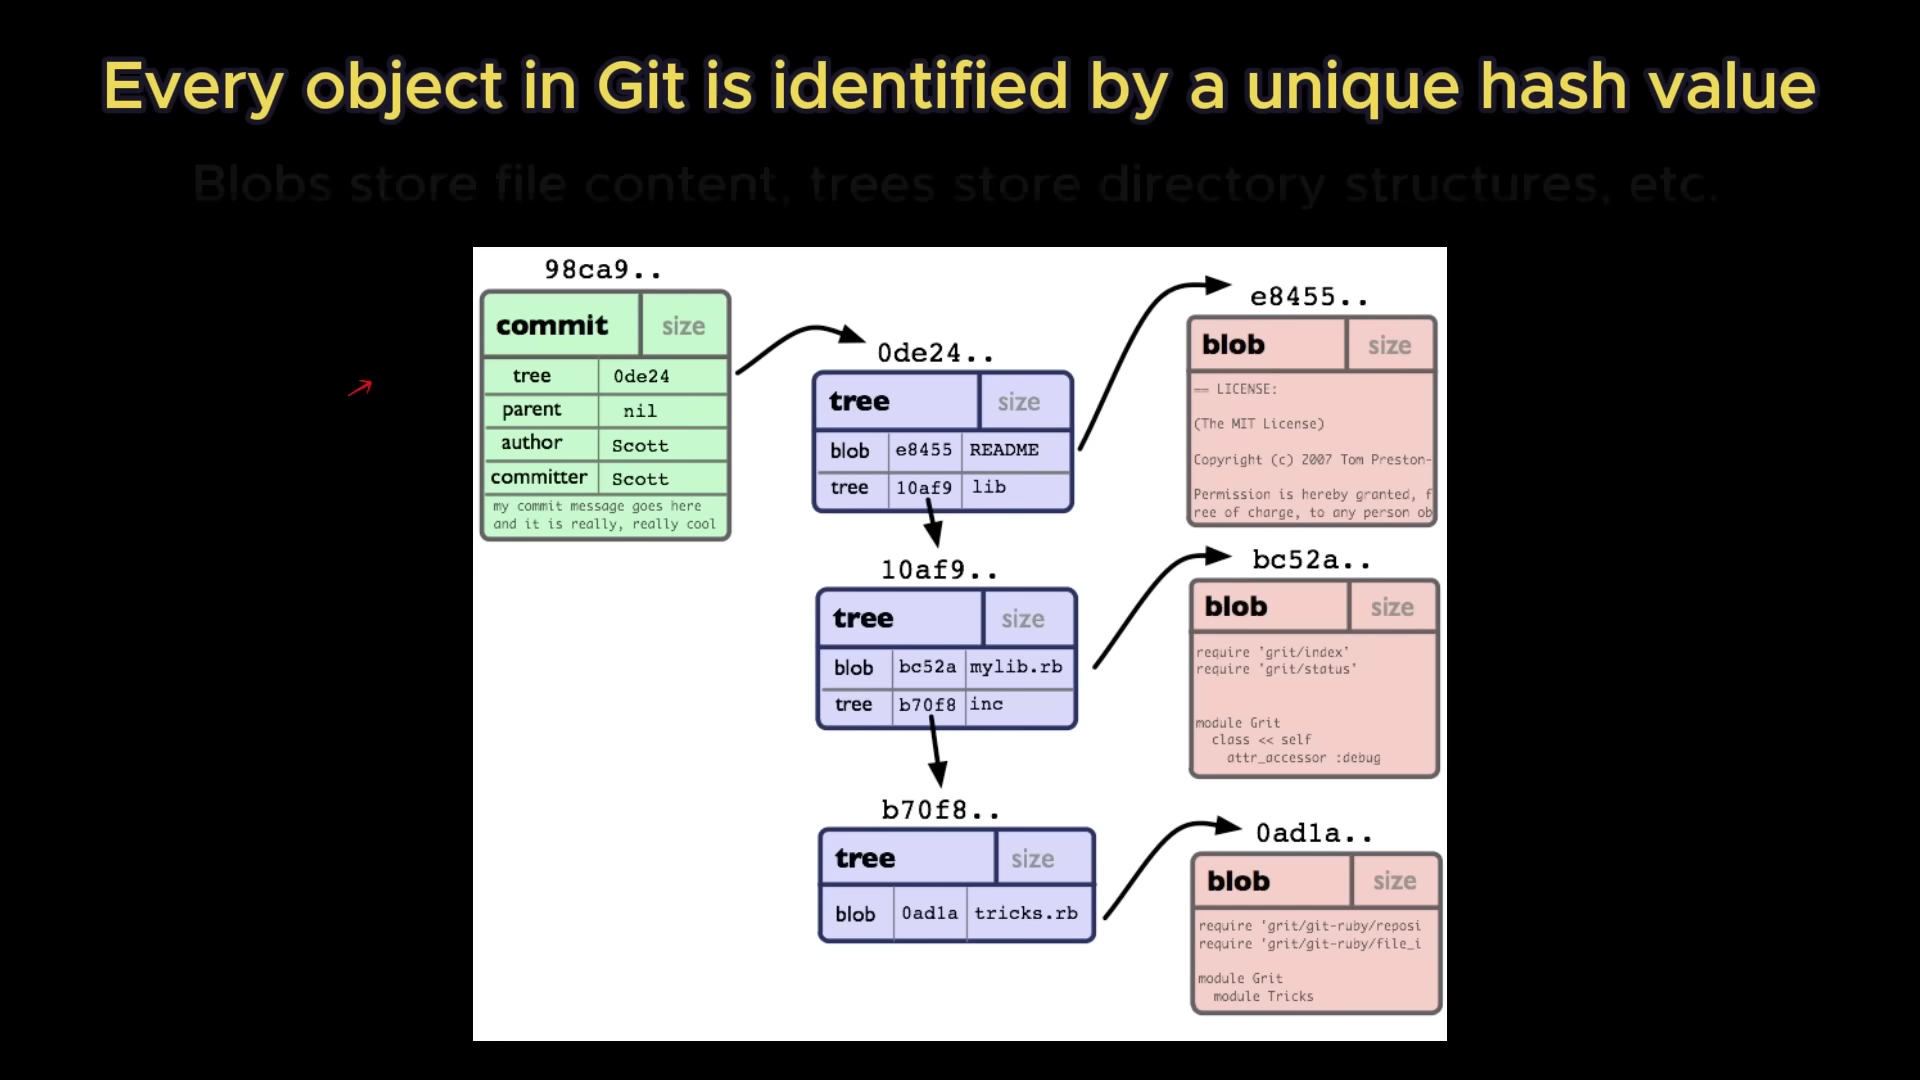 Every object in Git is identified by a unique hash value
Blobs store file content, trees store directory structures, etc.
98ca9..
commit size
tree 0de24
parent nil
author Scott
committer Scott
my commit message goes here
and it is really, really cool
0de24..
tree size
blob e8455 README
tree 10af9 lib
10af9..
tree size
blob bc52a mylib.rb
tree b70f8 inc
b70f8..
tree size
blob 0ad1a tricks.rb
e8455..
blob size
== LICENSE:
(The MIT License)
Copyright (c) 2007 Tom Preston-
Permission is hereby granted, f
ree of charge, to any person ob
bc52a..
blob size
require 'grit/index'
require 'grit/status'
module Grit
class << self
attr_accessor :debug
0ad1a..
blob size
require 'grit/git-ruby/reposi
require 'grit/git-ruby/file_i
module Grit
module Tricks